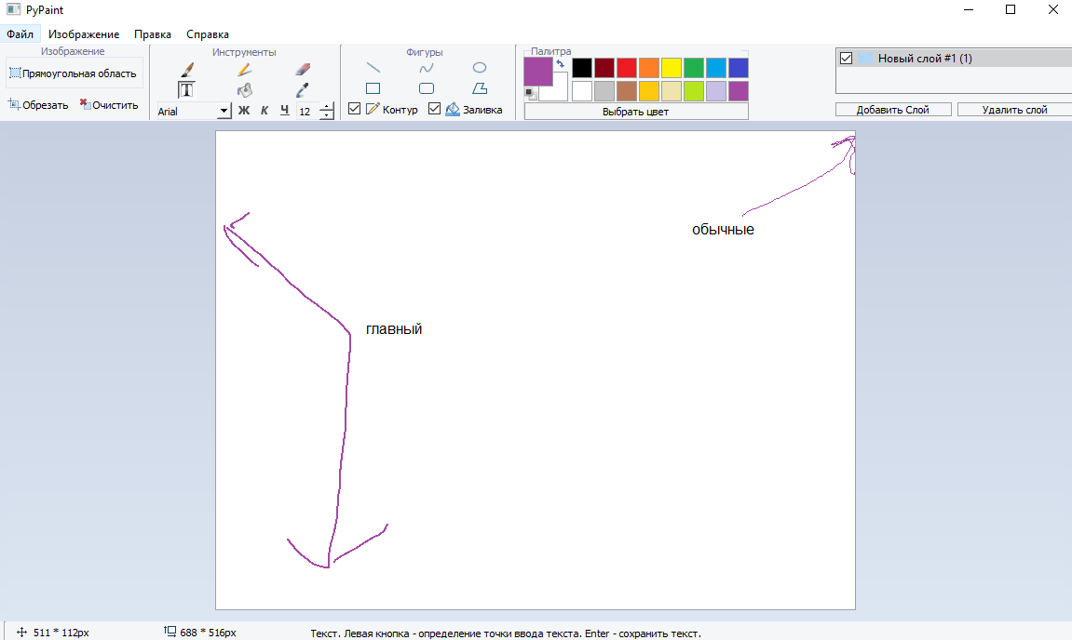 PyPaint
Файл Изображение Правка Справка
Изображение
Прямоугольная область
Обрезать Очистить
Инструменты
T
Arial Ж К Ч 12
Фигуры
Контур Заливка
Палитра
Выбрать цвет
Новый слой #1 (1)
Добавить Слой Удалить слой
обычные
главный
511 * 112px 688 * 516px Текст. Левая кнопка - определение точки ввода текста. Enter - сохранить текст.